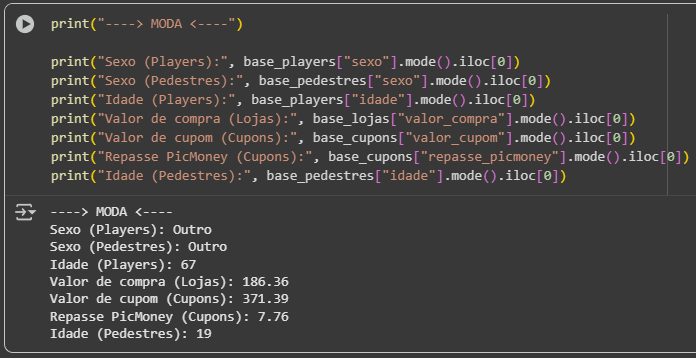 print("----> MODA <----")
print("Sexo (Players):", base_players["sexo"].mode().iloc[0])
print("Sexo (Pedestres):", base_pedestres["sexo"].mode().iloc[0])
print("Idade (Players):", base_players["idade"].mode().iloc[0])
print("Valor de compra (Lojas):", base_lojas["valor_compra"].mode().iloc[0])
print("Valor de cupom (Cupons):", base_cupons["valor_cupom"].mode().iloc[0])
print("Repasse PicMoney (Cupons):", base_cupons["repasse_picmoney"].mode().iloc[0])
print("Idade (Pedestres):", base_pedestres["idade"].mode().iloc[0])
----> MODA <----
Sexo (Players): Outro
Sexo (Pedestres): Outro
Idade (Players): 67
Valor de compra (Lojas): 186.36
Valor de cupom (Cupons): 371.39
Repasse PicMoney (Cupons): 7.76
Idade (Pedestres): 19